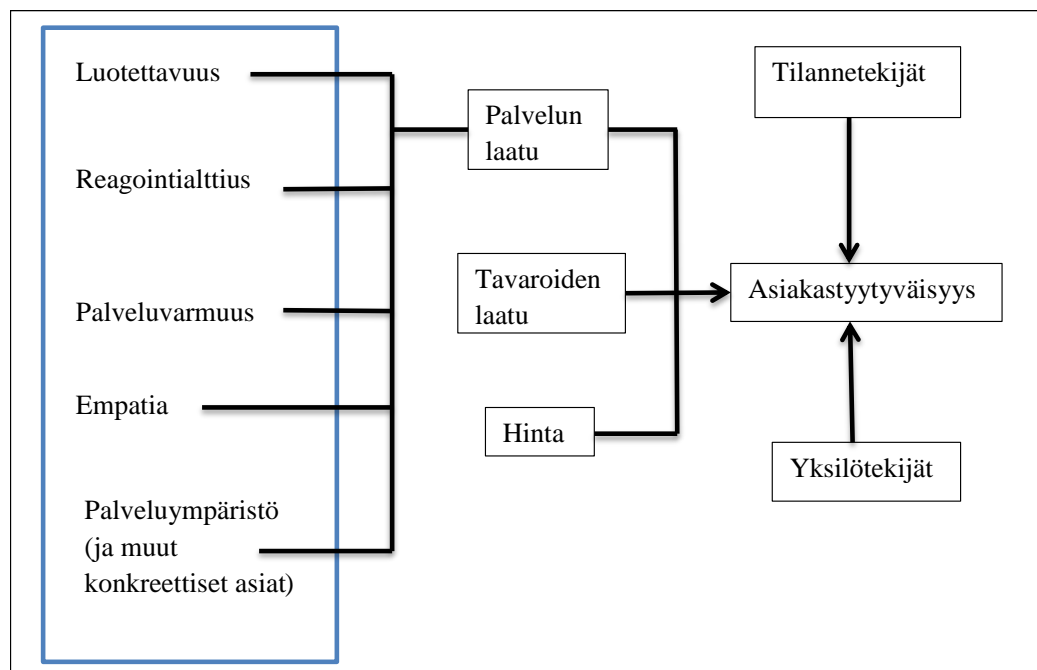 Luotettavuus
Reagointialttius
Palveluvarmuus
Empatia
Palveluympäristö
(ja muut
konkreettiset asiat)
Palvelun
laatu
Tavaroiden
laatu
Hinta
Tilannetekijät
Asiakastyytyväisyys
Yksilötekijät